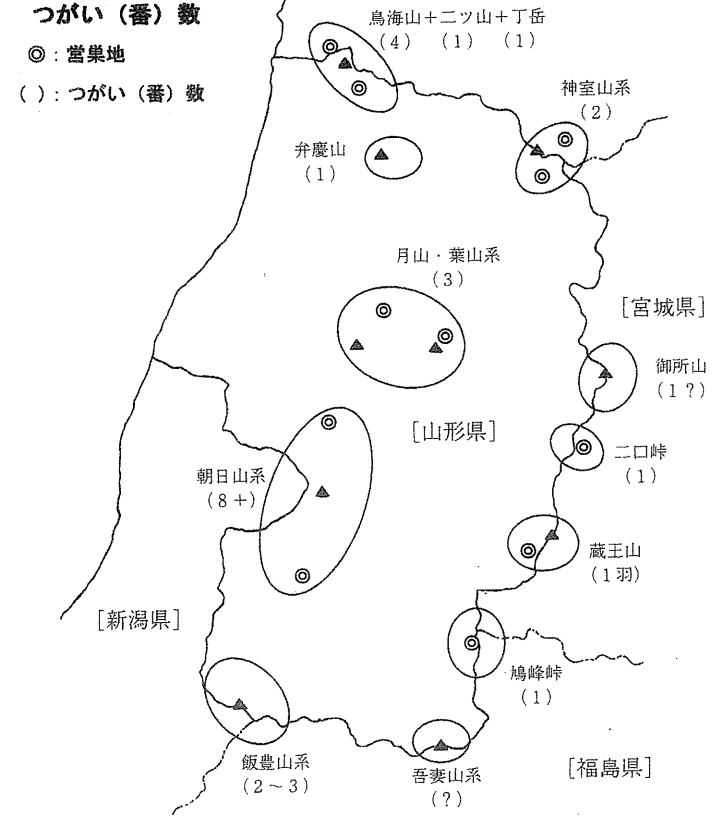 つがい（番）数
◎：営巣地
（ ）：つがい（番）数
鳥海山＋二ツ山＋丁岳
（4） （1） （1）
神室山系
（2）
弁慶山
（1）
月山・葉山系
（3）
［宮城県］
御所山
（1？）
［山形県］
二口峠
（1）
朝日山系
（8＋）
蔵王山
（1羽）
［新潟県］
鳩峰峠
（1）
飯豊山系
（2～3）
吾妻山系
（？）
［福島県］